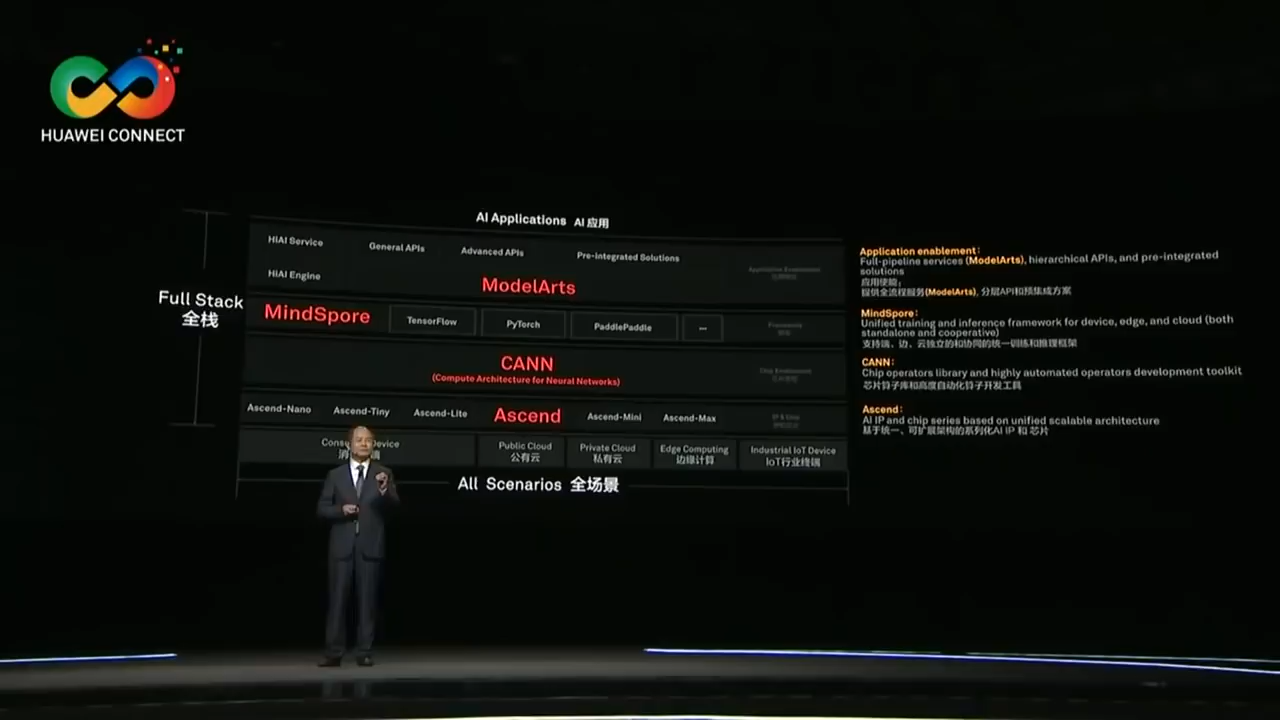 HUAWEI CONNECT
AI Applications AI 应用
HiAI Service
General APIs
Advanced APIs
Pre-integrated Solutions
Application Enablement
HiAI Engine
ModelArts
Full Stack
全栈
MindSpore
TensorFlow
PyTorch
PaddlePaddle
...
Framework
CANN
(Compute Architecture for Neural Networks)
Chip Enablement
Ascend-Nano
Ascend-Tiny
Ascend-Lite
Ascend
Ascend-Mini
Ascend-Max
IP & Chip
Public Cloud
公有云
Private Cloud
私有云
Edge Computing
边缘计算
Industrial IoT Device
IoT行业终端
All Scenarios 全场景
Application enablement:
Full-pipeline services (ModelArts), hierarchical APIs, and pre-integrated
solutions
应用使能:
提供全流程服务(ModelArts), 分层API和预集成方案
MindSpore:
Unified training and inference framework for device, edge, and cloud (both
standalone and cooperative)
支持端、边、云独立的和协同的统一训练和推理框架
CANN:
Chip operators library and highly automated operators development toolkit
芯片算子库和高度自动化算子开发工具
Ascend:
AI IP and chip series based on unified scalable architecture
基于统一、可扩展架构的系列化AI IP 和 芯片